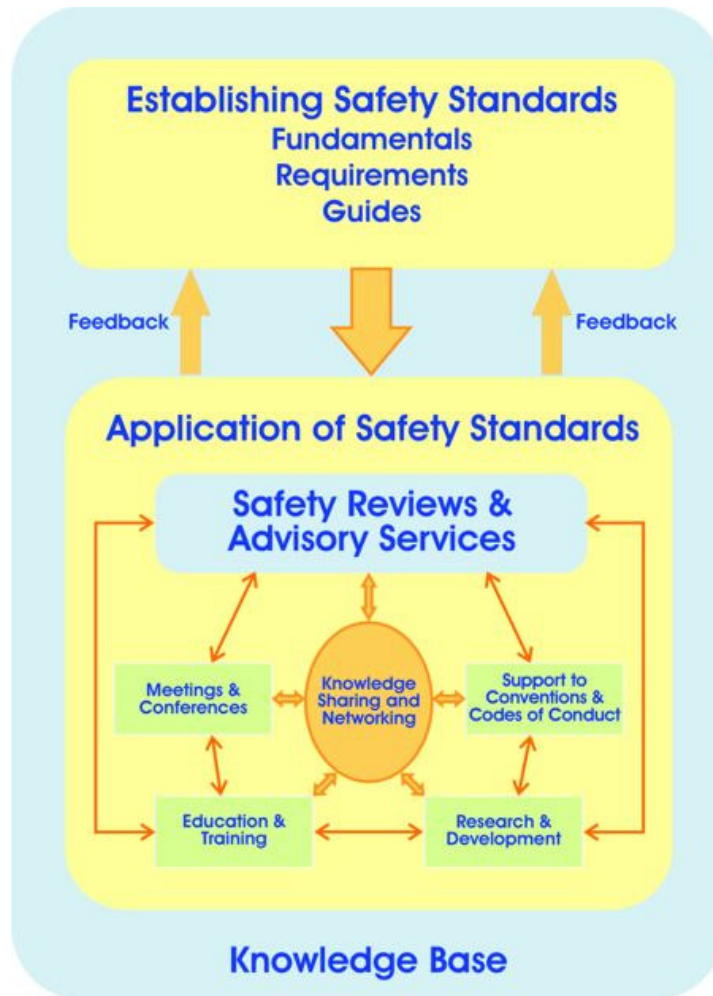 Establishing Safety Standards
Fundamentals
Requirements
Guides
Feedback
Feedback
Application of Safety Standards
Safety Reviews &
Advisory Services
Meetings &
Conferences
Knowledge
Sharing and
Networking
Support to
Conventions &
Codes of Conduct
Education &
Training
Research &
Development
Knowledge Base